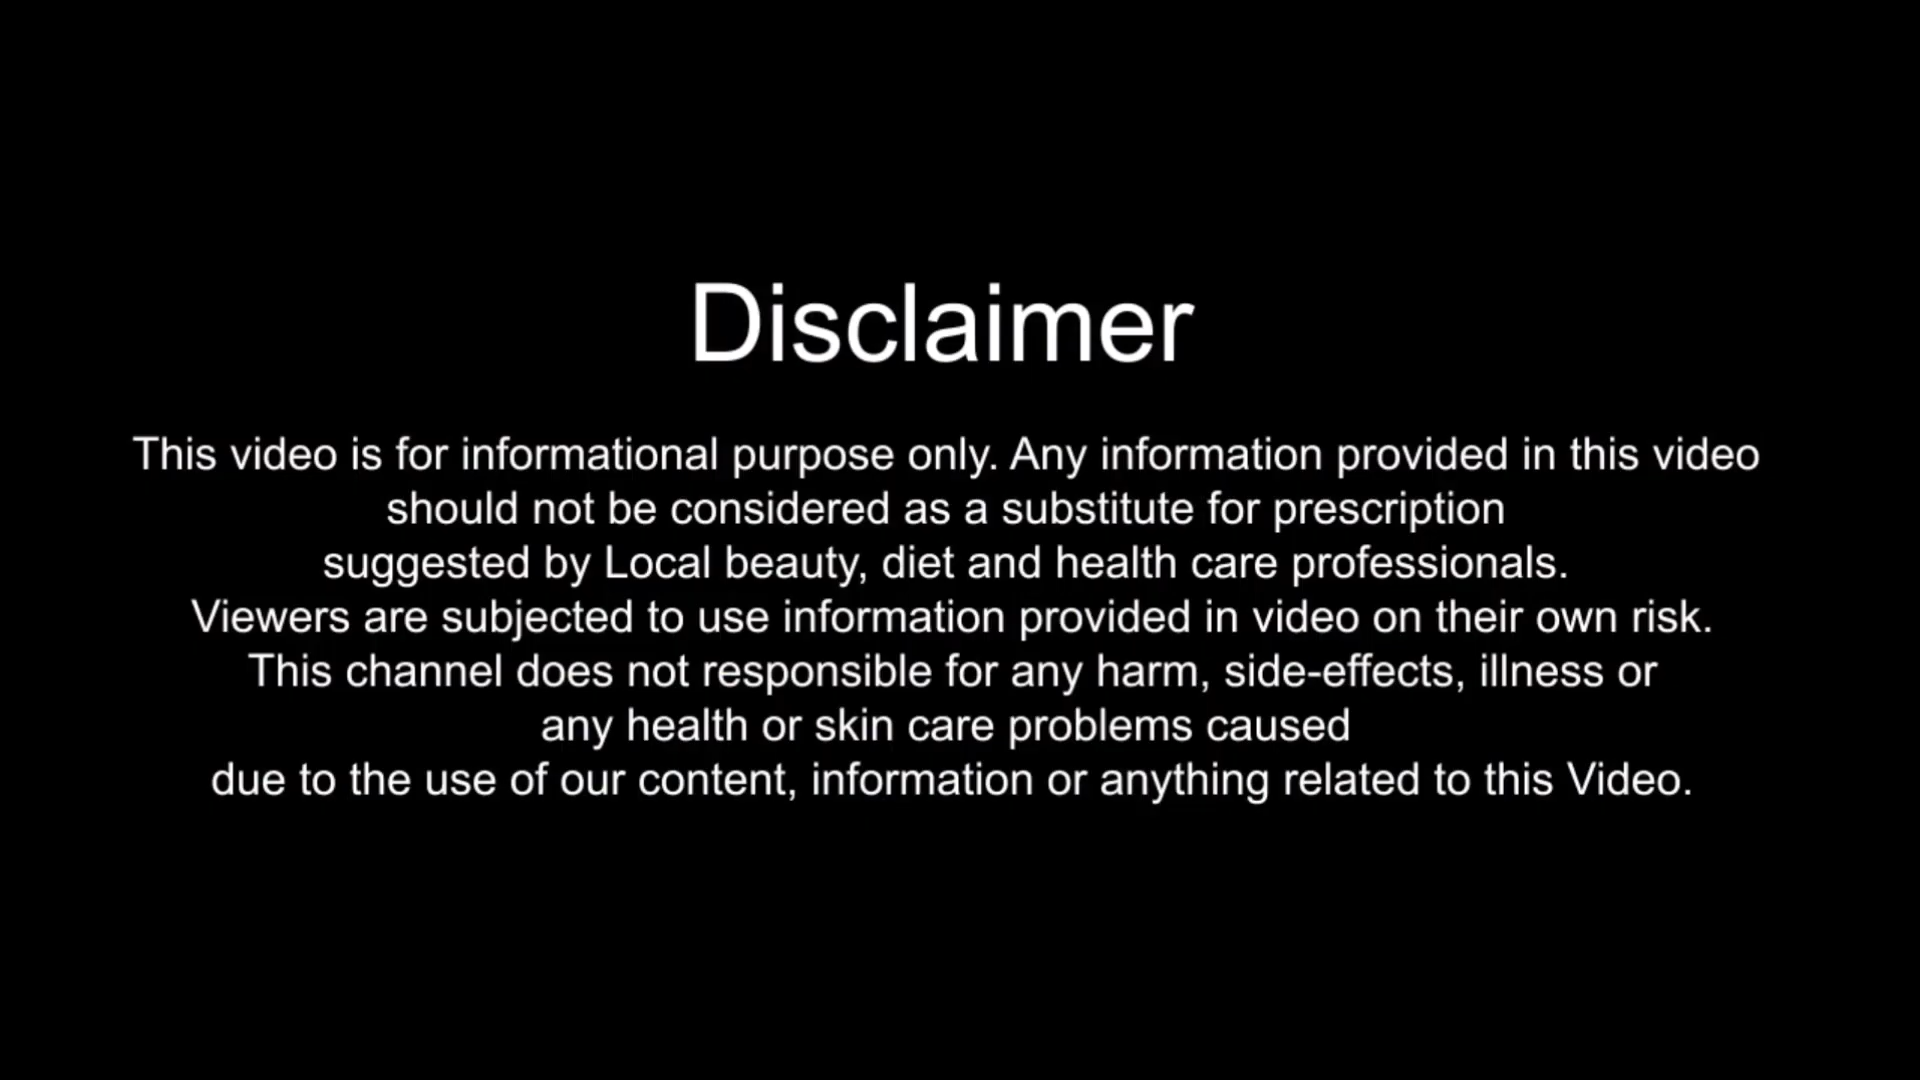 Disclaimer
This video is for informational purpose only. Any information provided in this video
should not be considered as a substitute for prescription
suggested by Local beauty, diet and health care professionals.
Viewers are subjected to use information provided in video on their own risk.
This channel does not responsible for any harm, side-effects, illness or
any health or skin care problems caused
due to the use of our content, information or anything related to this Video.